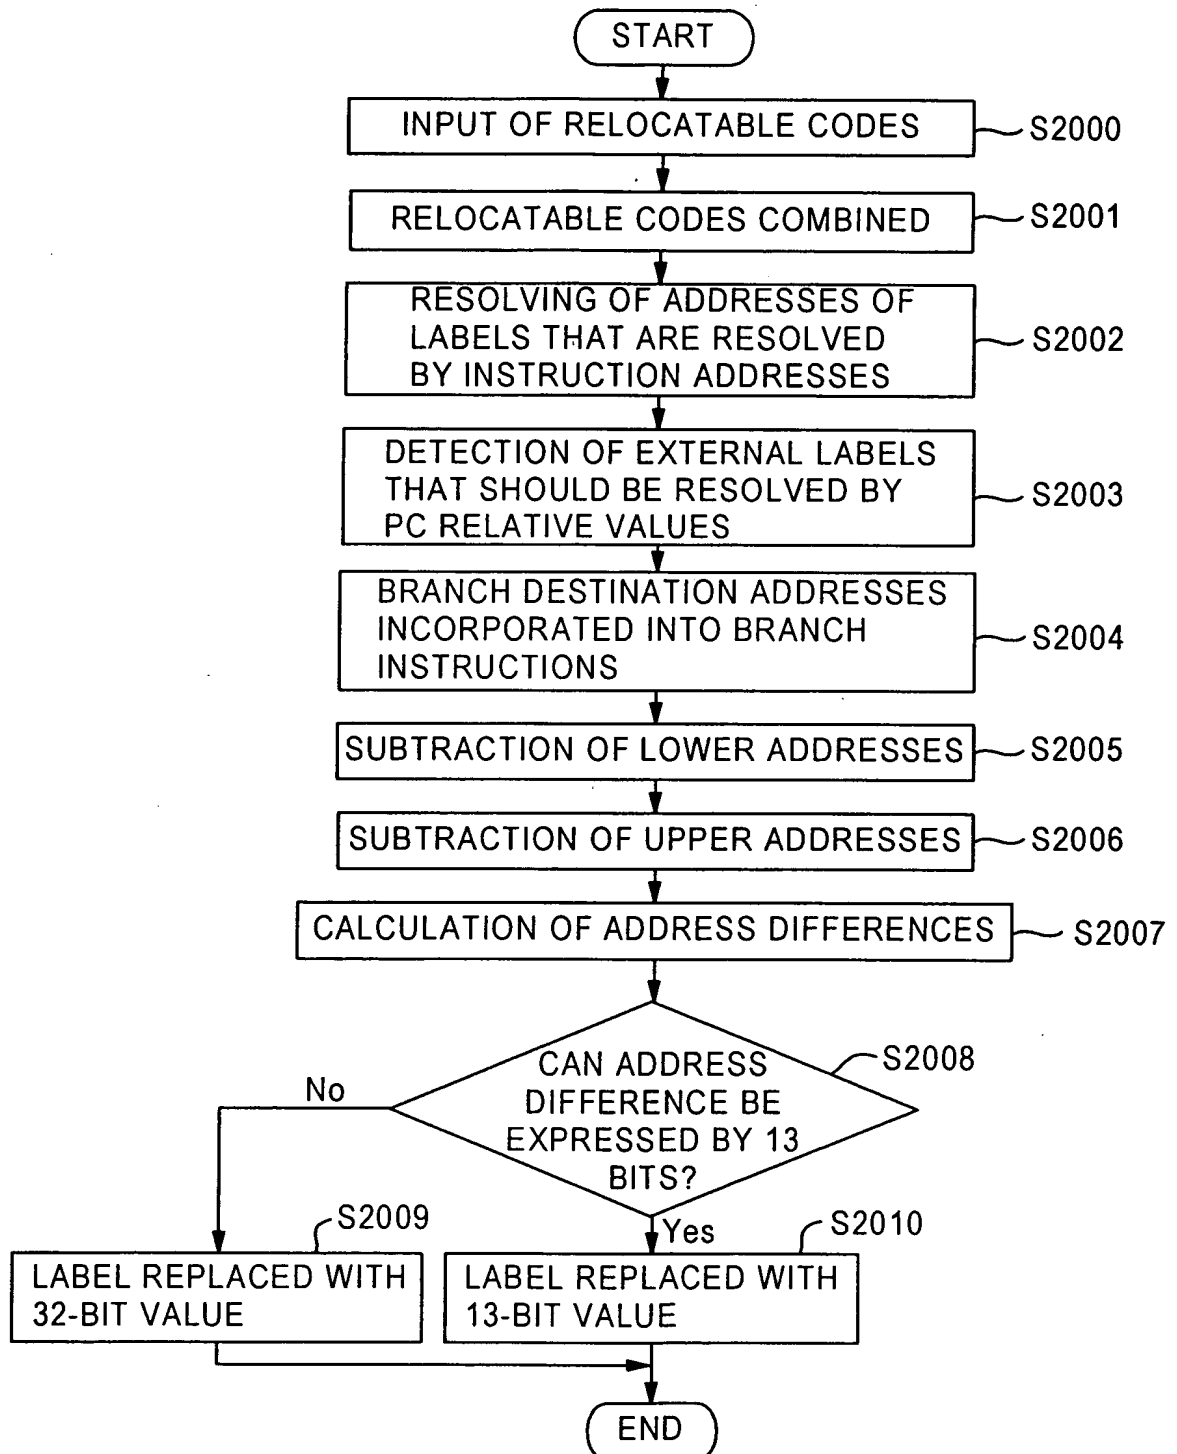 START
INPUT OF RELOCATABLE CODES
S2000
RELOCATABLE CODES COMBINED
S2001
RESOLVING OF ADDRESSES OF
LABELS THAT ARE RESOLVED
BY INSTRUCTION ADDRESSES
S2002
DETECTION OF EXTERNAL LABELS
THAT SHOULD BE RESOLVED BY
PC RELATIVE VALUES
S2003
BRANCH DESTINATION ADDRESSES
INCORPORATED INTO BRANCH
INSTRUCTIONS
S2004
SUBTRACTION OF LOWER ADDRESSES
S2005
SUBTRACTION OF UPPER ADDRESSES
S2006
CALCULATION OF ADDRESS DIFFERENCES
S2007
CAN ADDRESS
DIFFERENCE BE
EXPRESSED BY 13
BITS?
S2008
No
Yes
S2009
LABEL REPLACED WITH
32-BIT VALUE
S2010
LABEL REPLACED WITH
13-BIT VALUE
END